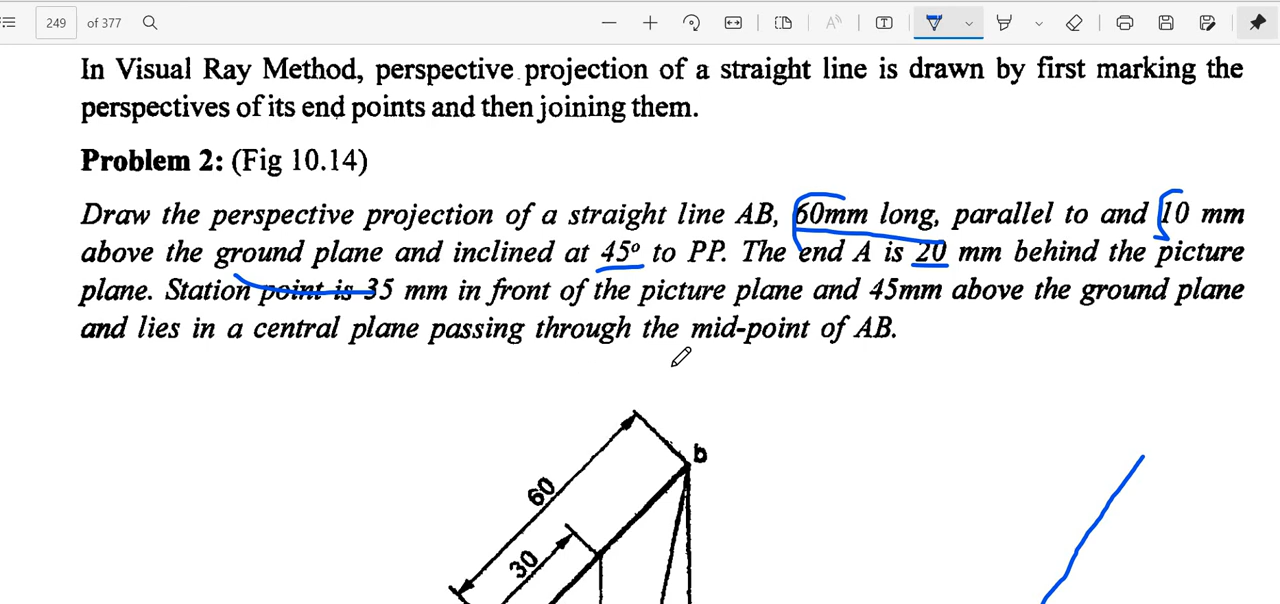 249 of 377
In Visual Ray Method, perspective projection of a straight line is drawn by first marking the
perspectives of its end points and then joining them.
Problem 2: (Fig 10.14)
Draw the perspective projection of a straight line AB, 60mm long, parallel to and 10 mm
above the ground plane and inclined at 45° to PP. The end A is 20 mm behind the picture
plane. Station point is 35 mm in front of the picture plane and 45mm above the ground plane
and lies in a central plane passing through the mid-point of AB.
b
60
30